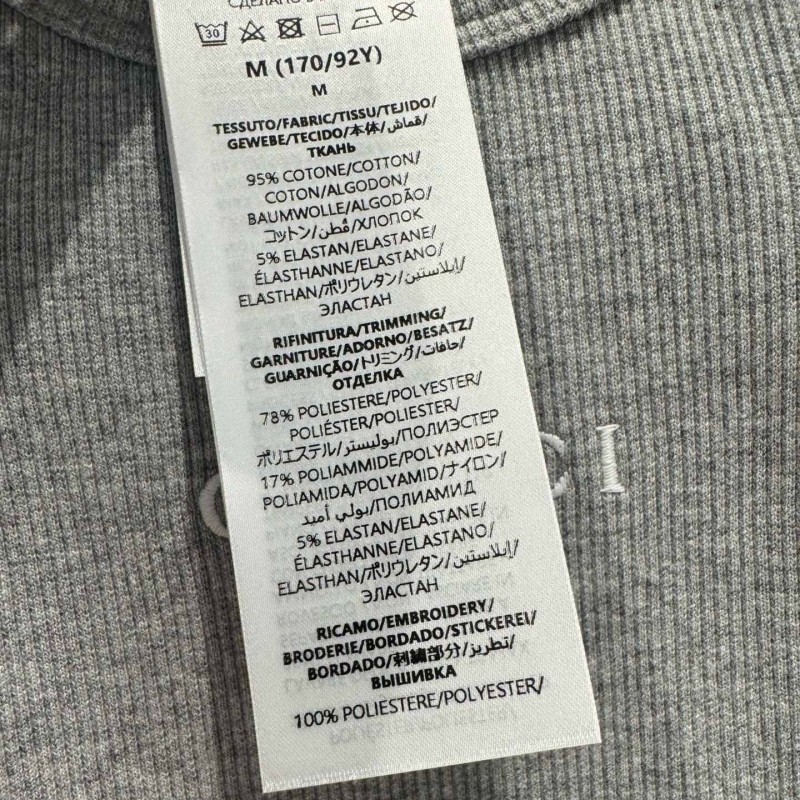 30
M (170/92Y)
M
TESSUTO/FABRIC/TISSU/TEJIDO/
GEWEBE/TECIDO/本体/قماش/
ТКАНЬ
95% COTONE/COTTON/
COTON/ALGODON/
BAUMWOLLE/ALGODÃO/
コットン/قُطن/ХЛОПОК
5% ELASTAN/ELASTANE/
ÉLASTHANNE/ELASTANO/
ELASTHAN/ポリウレタン/إيلاستين/
ЭЛАСТАН
RIFINITURA/TRIMMING/
GARNITURE/ADORNO/BESATZ/
GUARNIÇÃO/トリミング/حافات/
ОТДЕЛКА
78% POLIESTERE/POLYESTER/
POLIÉSTER/POLIESTER/
ポリエステル/بوليستر/ПОЛИЭСТЕР
17% POLIAMMIDE/POLYAMIDE/
POLIAMIDA/POLYAMID/ナイロン/
بولي أميد/ПОЛИАМИД
5% ELASTAN/ELASTANE/
ÉLASTHANNE/ELASTANO/
ELASTHAN/ポリウレタン/إيلاستين/
ЭЛАСТАН
RICAMO/EMBROIDERY/
BRODERIE/BORDADO/STICKEREI/
BORDADO/刺繍部分/تطريز/
ВЫШИВКА
100% POLIESTERE/POLYESTER/